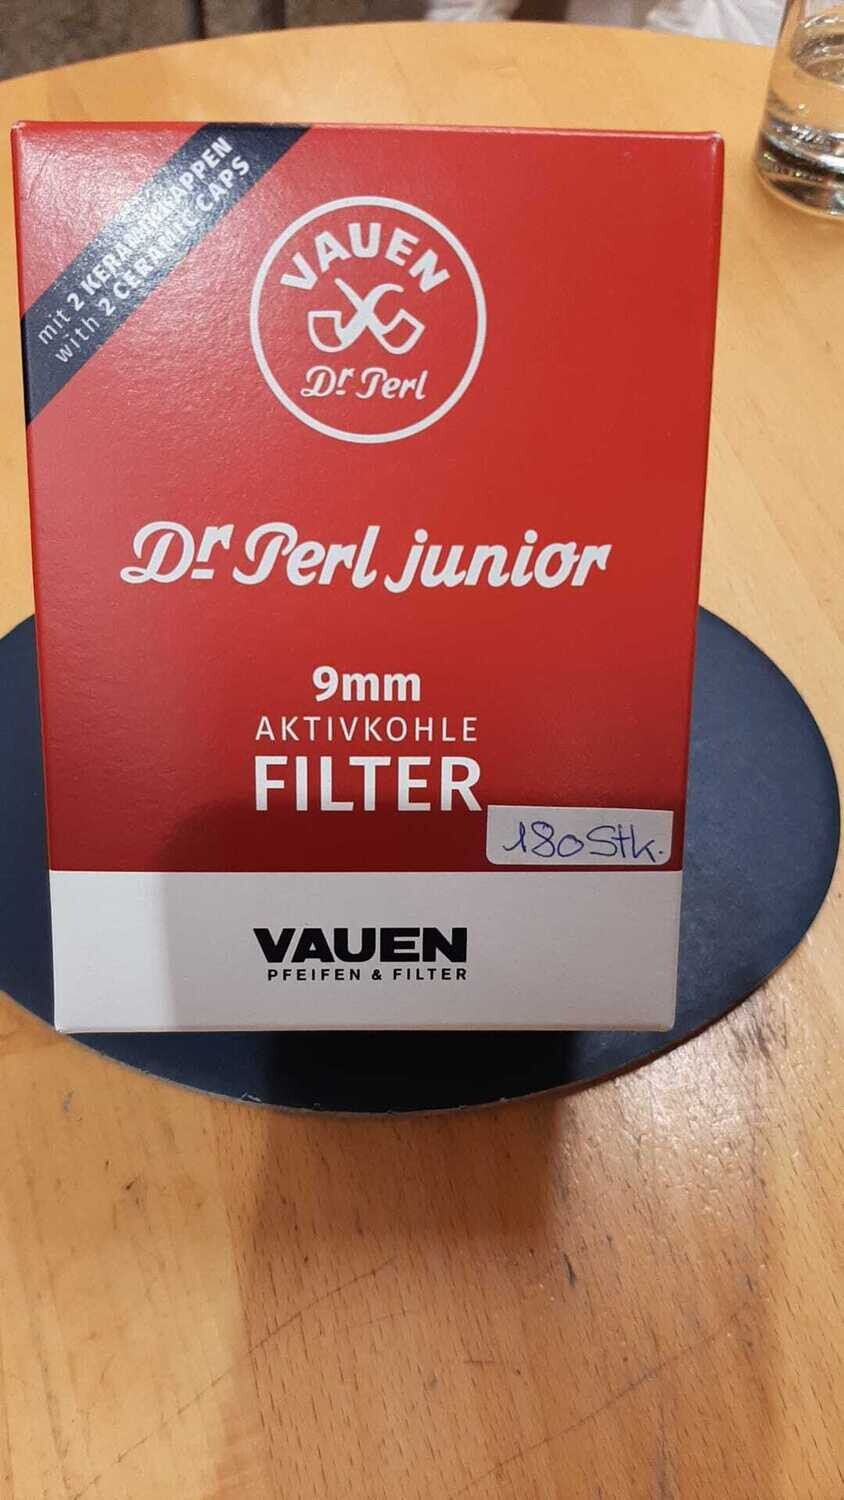 mit 2 KERAMIKKAPPEN
with 2 CERAMIC CAPS
VAUEN
Dr Perl
Dr Perl junior
9mm
AKTIVKOHLE
FILTER
180 Stk.
VAUEN
PFEIFEN & FILTER